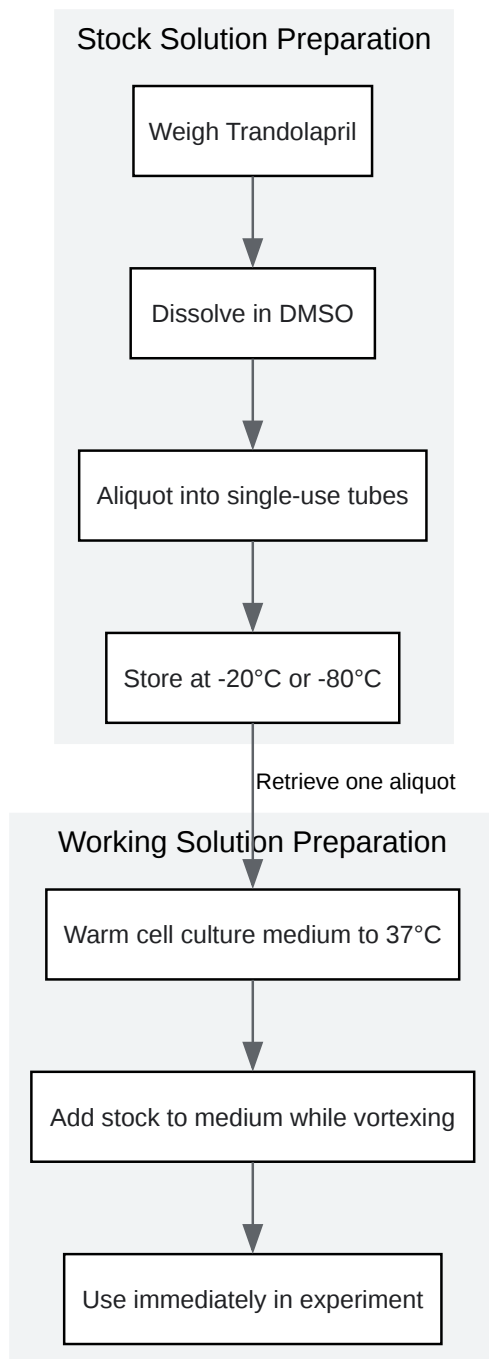 Stock Solution Preparation
Weigh Trandolapril
Dissolve in DMSO
Aliquot into single-use tubes
Store at -20°C or -80°C
Retrieve one aliquot
Working Solution Preparation
Warm cell culture medium to 37°C
Add stock to medium while vortexing
Use immediately in experiment